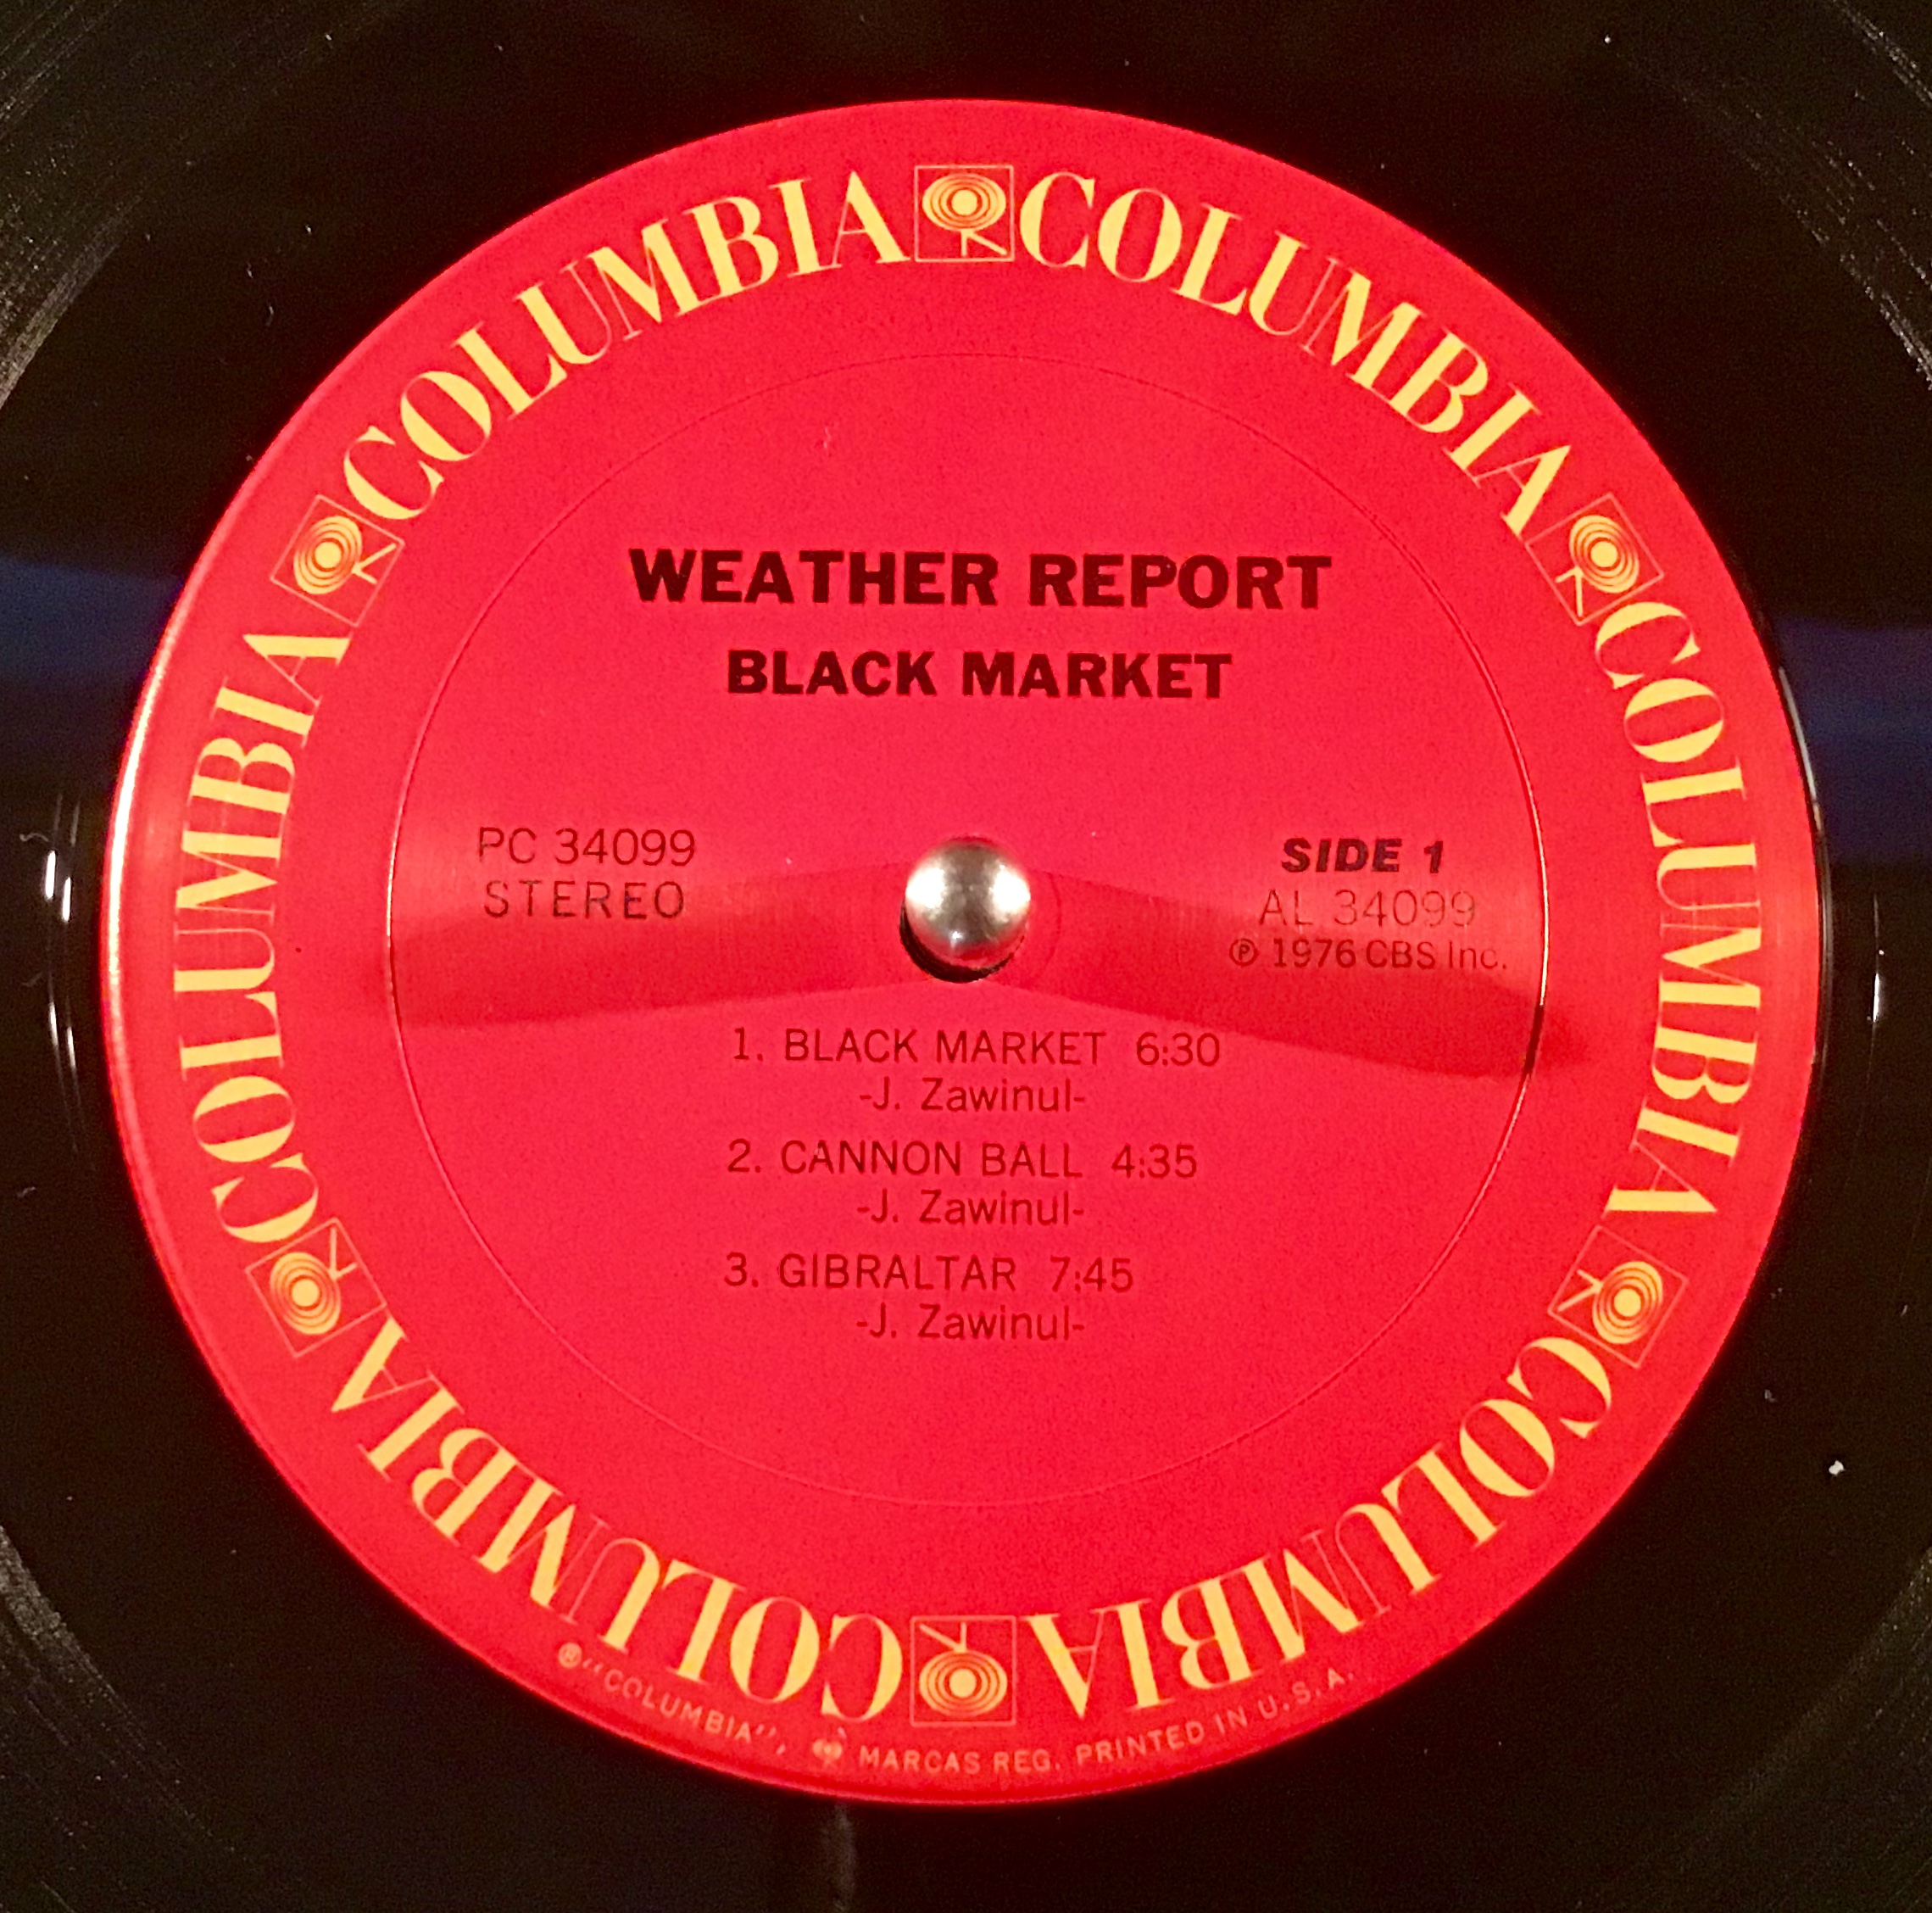 COLUMBIA COLUMBIA COLUMBIA COLUMBIA COLUMBIA COLUMBIA
WEATHER REPORT
BLACK MARKET
PC 34099
STEREO
SIDE 1
AL 34099
Ⓟ 1976 CBS Inc.
1. BLACK MARKET 6:30
-J. Zawinul-
2. CANNON BALL 4:35
-J. Zawinul-
3. GIBRALTAR 7:45
-J. Zawinul-
® "COLUMBIA", MARCAS REG. PRINTED IN U.S.A.